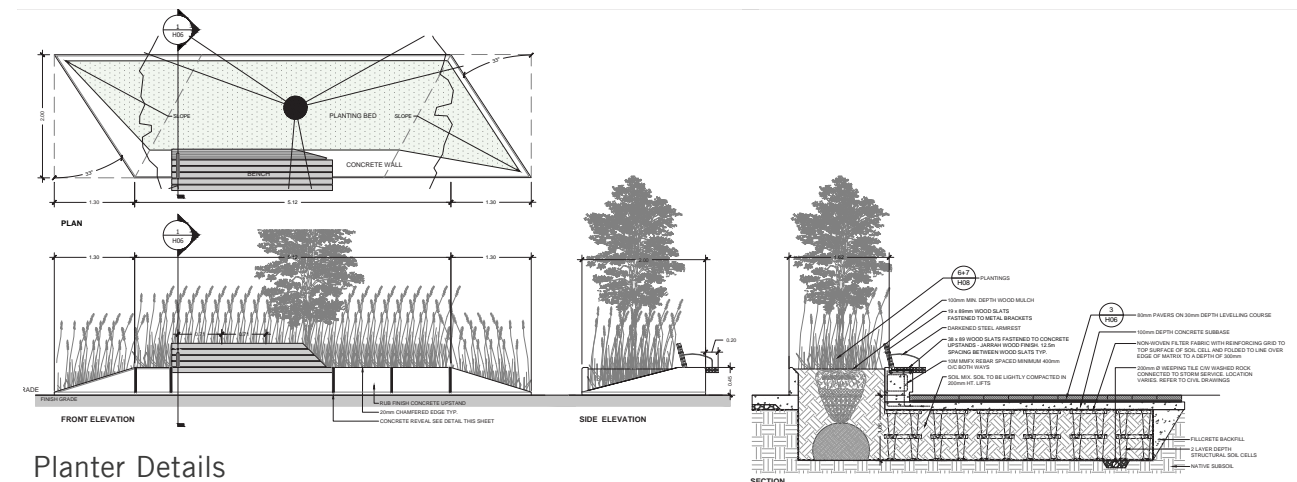 1
H06
33°
2.00
SLOPE
PLANTING BED
SLOPE
CONCRETE WALL
BENCH
33°
1.30
5.12
1.30
PLAN
1
H06
1.30
1.30
FINISH GRADE
RUB FINISH CONCRETE UPSTAND
20mm CHAMFERED EDGE TYP.
CONCRETE REVEAL SEE DETAIL THIS SHEET
FRONT ELEVATION
0.20
0.45
SIDE ELEVATION
6+7
H08
PLANTINGS
100mm MIN. DEPTH WOOD MULCH
19 x 89mm WOOD SLATS
FASTENED TO METAL BRACKETS
DARKENED STEEL ARMREST
38 x 89 WOOD SLATS FASTENED TO CONCRETE
UPSTANDS - JARRAH WOOD FINISH. 12.5m
SPACING BETWEEN WOOD SLATS TYP.
10M MMFX REBAR SPACED MINIMUM 400mm
O/C BOTH WAYS
SOIL MIX. SOIL TO BE LIGHTLY COMPACTED IN
200mm HT. LIFTS
3
H06
80mm PAVERS ON 30mm DEPTH LEVELLING COURSE
100mm DEPTH CONCRETE SUBBASE
NON-WOVEN FILTER FABRIC WITH REINFORCING GRID TO
TOP SURFACE OF SOIL CELL AND FOLDED TO LINE OVER
EDGE OF MATRIX TO A DEPTH OF 300mm
200mm Ø WEEPING TILE C/W WASHED ROCK
CONNECTED TO STORM SERVICE. LOCATION
VARIES. REFER TO CIVIL DRAWINGS
FILLCRETE BACKFILL
2 LAYER DEPTH
STRUCTURAL SOIL CELLS
NATIVE SUBSOIL
SECTION
Planter Details